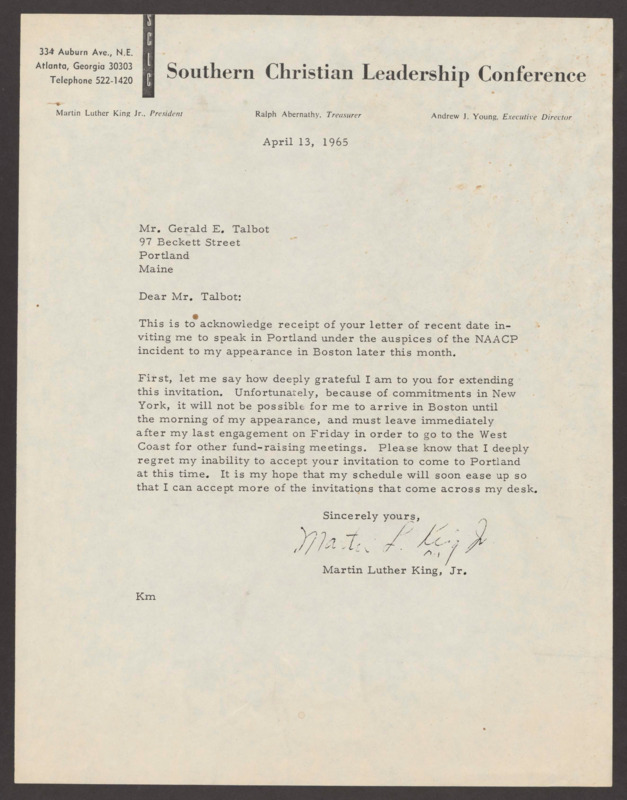 SCLC
334 Auburn Ave., N.E.
Atlanta, Georgia 30303
Telephone 522-1420
Southern Christian Leadership Conference
Martin Luther King Jr., President
Ralph Abernathy, Treasurer
Andrew J. Young, Executive Director
April 13, 1965
Mr. Gerald E. Talbot
97 Beckett Street
Portland
Maine
Dear Mr. Talbot:
This is to acknowledge receipt of your letter of recent date in-
viting me to speak in Portland under the auspices of the NAACP
incident to my appearance in Boston later this month.
First, let me say how deeply grateful I am to you for extending
this invitation. Unfortunately, because of commitments in New
York, it will not be possible for me to arrive in Boston until
the morning of my appearance, and must leave immediately
after my last engagement on Friday in order to go to the West
Coast for other fund-raising meetings. Please know that I deeply
regret my inability to accept your invitation to come to Portland
at this time. It is my hope that my schedule will soon ease up so
that I can accept more of the invitations that come across my desk.
Sincerely yours,
Martin L. King Jr
Martin Luther King, Jr.
Km